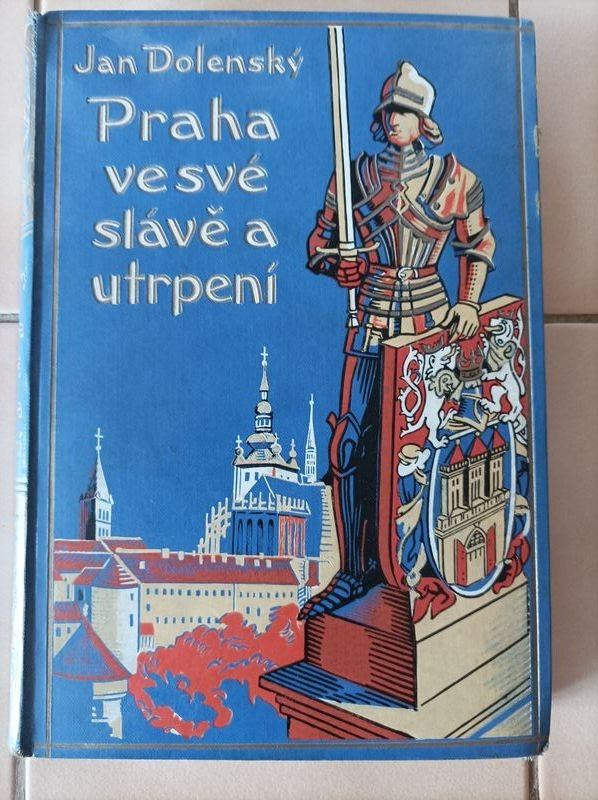 Jan Dolenský
Praha
ve své
slávě a
utrpení